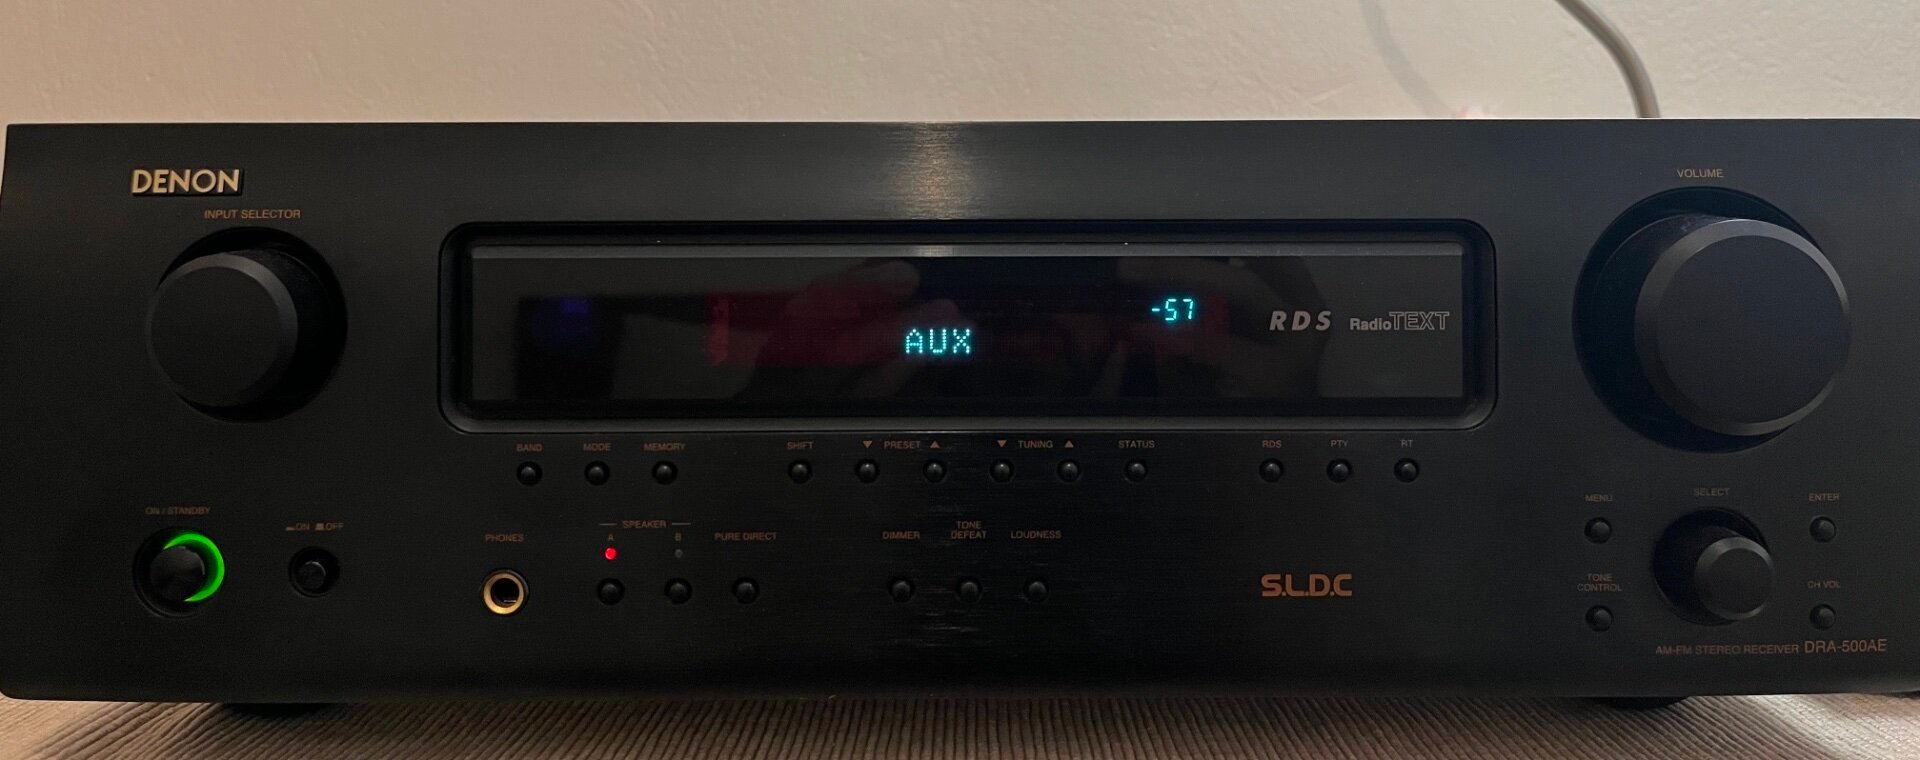 DENON
INPUT SELECTOR
VOLUME
-57
AUX
RDS RadioTEXT
BAND MODE MEMORY SHIFT ▼ PRESET ▲ ▼ TUNING ▲ STATUS RDS PTY RT
MENU SELECT ENTER
ON / STANDBY
ON OFF
PHONES
SPEAKER
A B
PURE DIRECT
DIMMER
TONE
DEFEAT
LOUDNESS
S.L.D.C
TONE
CONTROL
CH VOL
AM-FM STEREO RECEIVER DRA-500AE